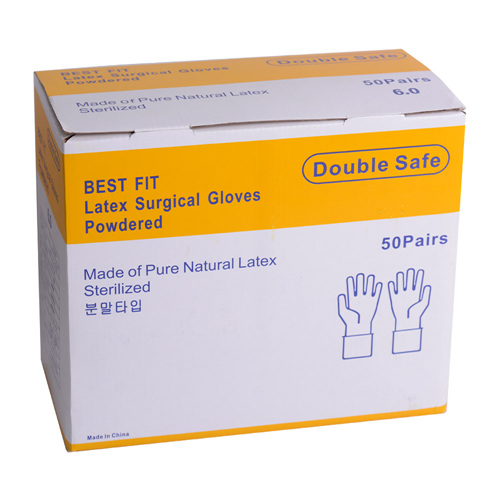 BEST FIT
Latex Surgical Gloves
Powdered
Double Safe
Made of Pure Natural Latex
Sterilized
50Pairs
6.0
BEST FIT
Latex Surgical Gloves
Powdered
Double Safe
50Pairs
Made of Pure Natural Latex
Sterilized
분말타입
Made In China